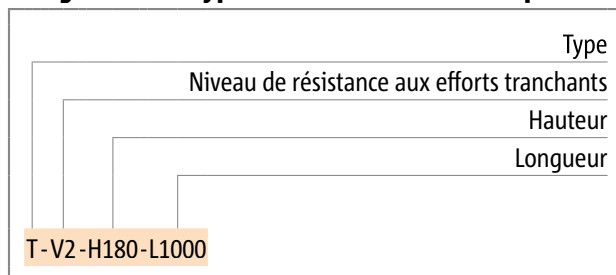 Type
Niveau de résistance aux efforts tranchants
Hauteur
Longueur
T-V2-H180-L1000